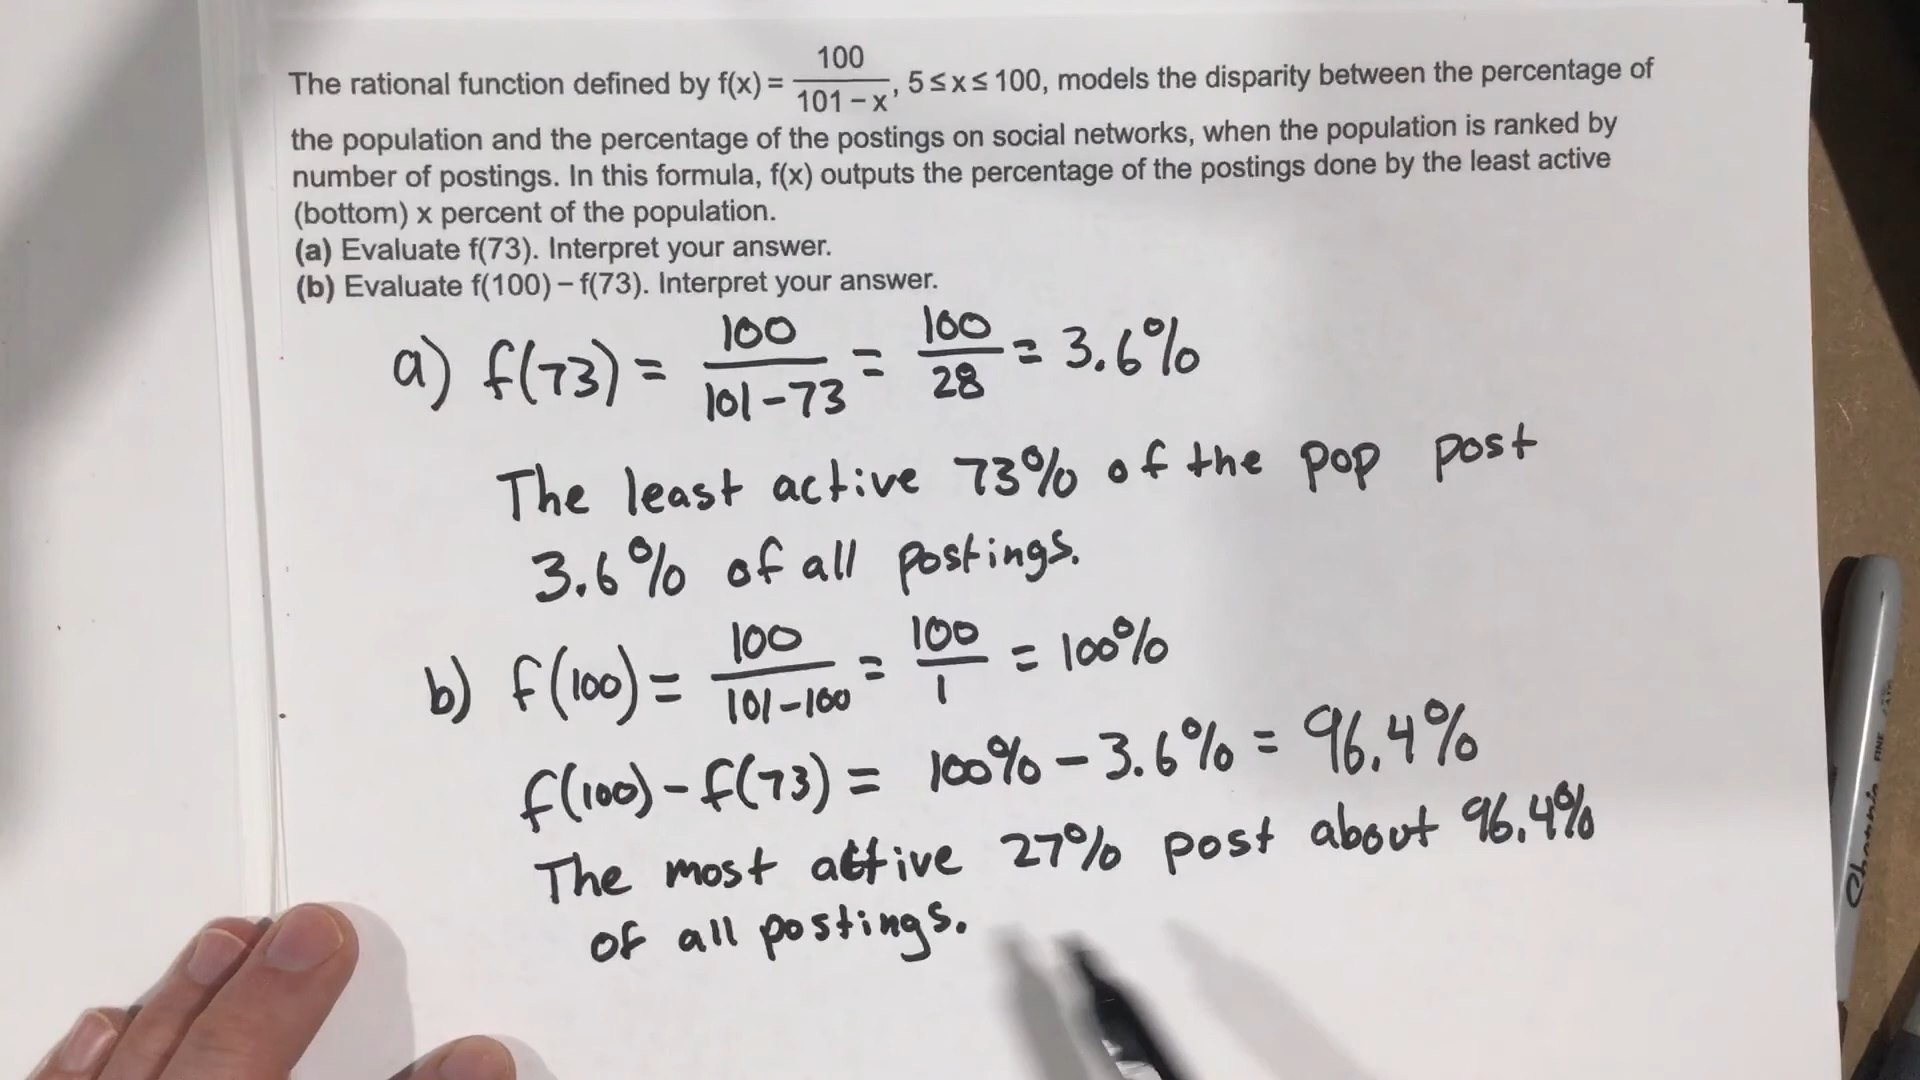 The rational function defined by f(x) = 100/(101 − x), 5 ≤ x ≤ 100, models the disparity between the percentage of
the population and the percentage of the postings on social networks, when the population is ranked by
number of postings. In this formula, f(x) outputs the percentage of the postings done by the least active
(bottom) x percent of the population.
(a) Evaluate f(73). Interpret your answer.
(b) Evaluate f(100) − f(73). Interpret your answer.
a) f(73) = 100/(101−73) = 100/28 = 3.6%
The least active 73% of the pop post
3.6% of all postings.
b) f(100) = 100/(101−100) = 100/1 = 100%
f(100) − f(73) = 100% − 3.6% = 96.4%
The most active 27% post about 96.4%
of all postings.
Sharpie
FINE